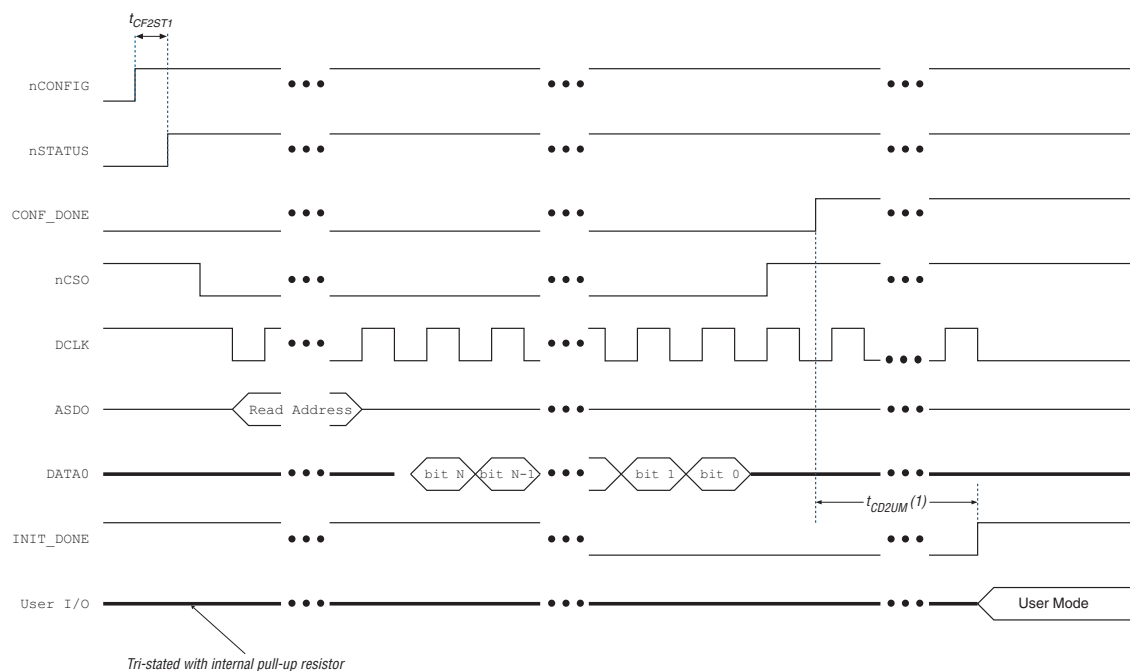 tCF2ST1
nCONFIG
nSTATUS
CONF_DONE
nCSO
DCLK
ASDO
Read Address
DATA0
bit N
bit N-1
bit 1
bit 0
tCD2UM (1)
INIT_DONE
User I/O
User Mode
Tri-stated with internal pull-up resistor